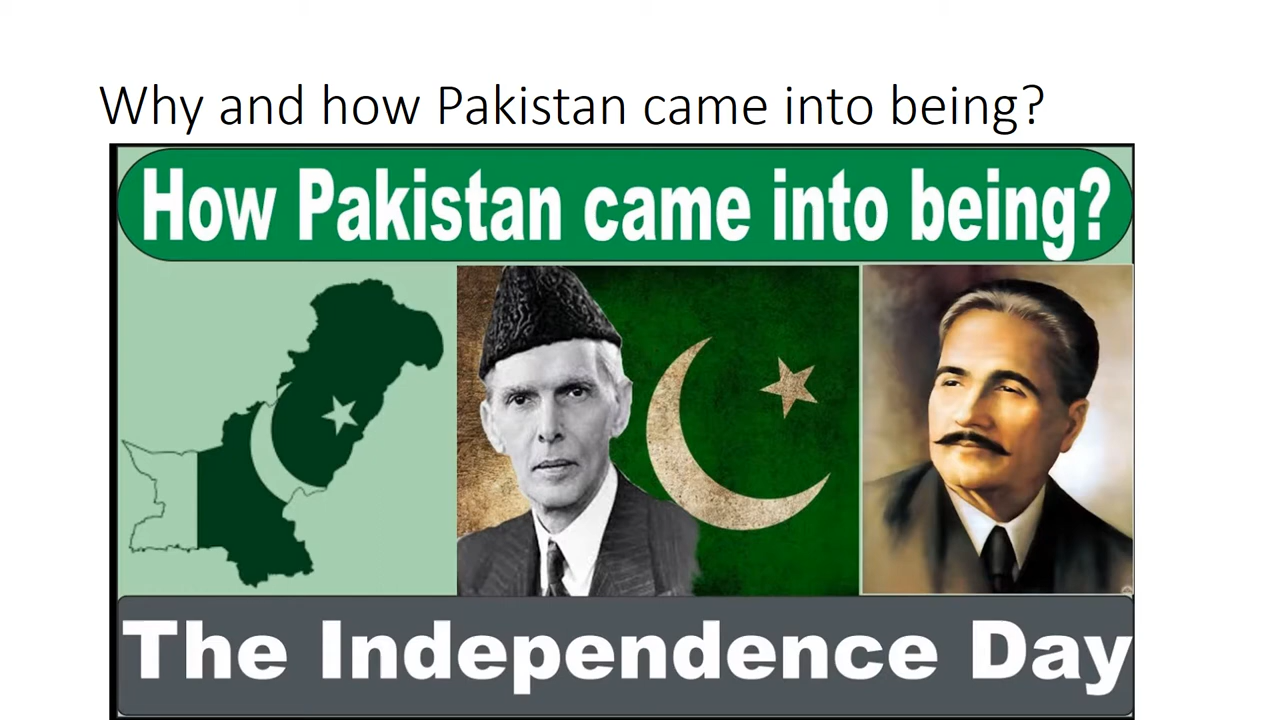 Why and how Pakistan came into being?
How Pakistan came into being?
The Independence Day